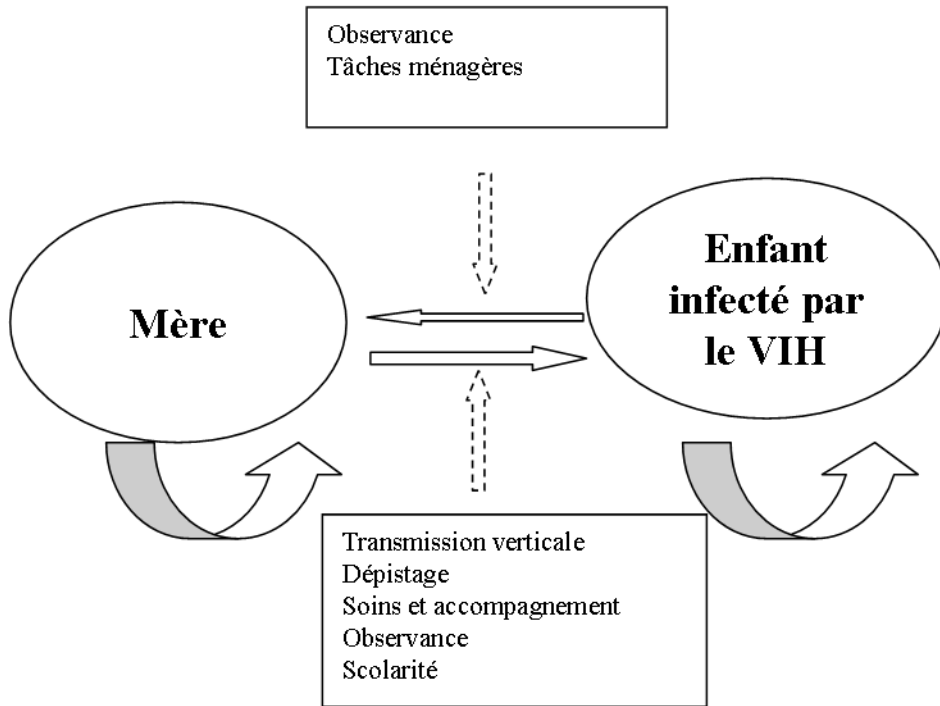 Observance
Tâches ménagères
Mère
Enfant
infecté par
le VIH
Transmission verticale
Dépistage
Soins et accompagnement
Observance
Scolarité